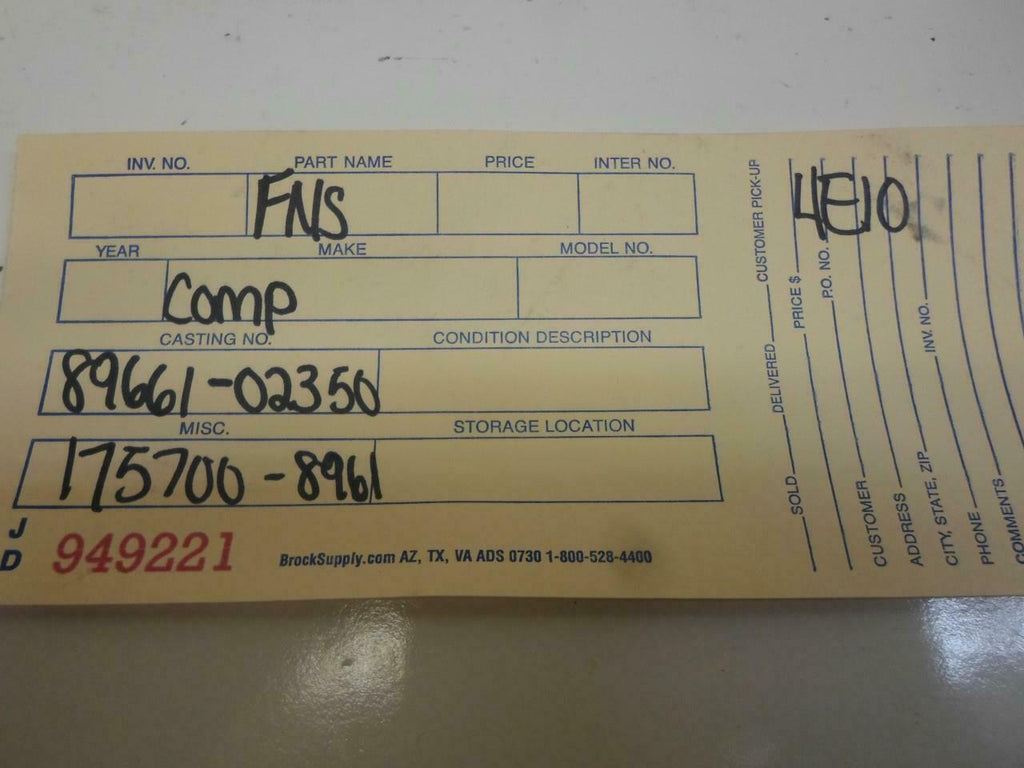 INV. NO. PART NAME PRICE INTER NO.
FNS
YEAR MAKE MODEL NO.
Comp
CASTING NO. CONDITION DESCRIPTION
89661-02350
MISC. STORAGE LOCATION
175700-8961
J
D 949221
BrockSupply.com AZ, TX, VA ADS 0730 1-800-528-4400
4E10
SOLD DELIVERED CUSTOMER PICK-UP
PRICE $
P.O. NO.
CUSTOMER
ADDRESS
CITY, STATE, ZIP INV. NO.
PHONE
COMMENTS